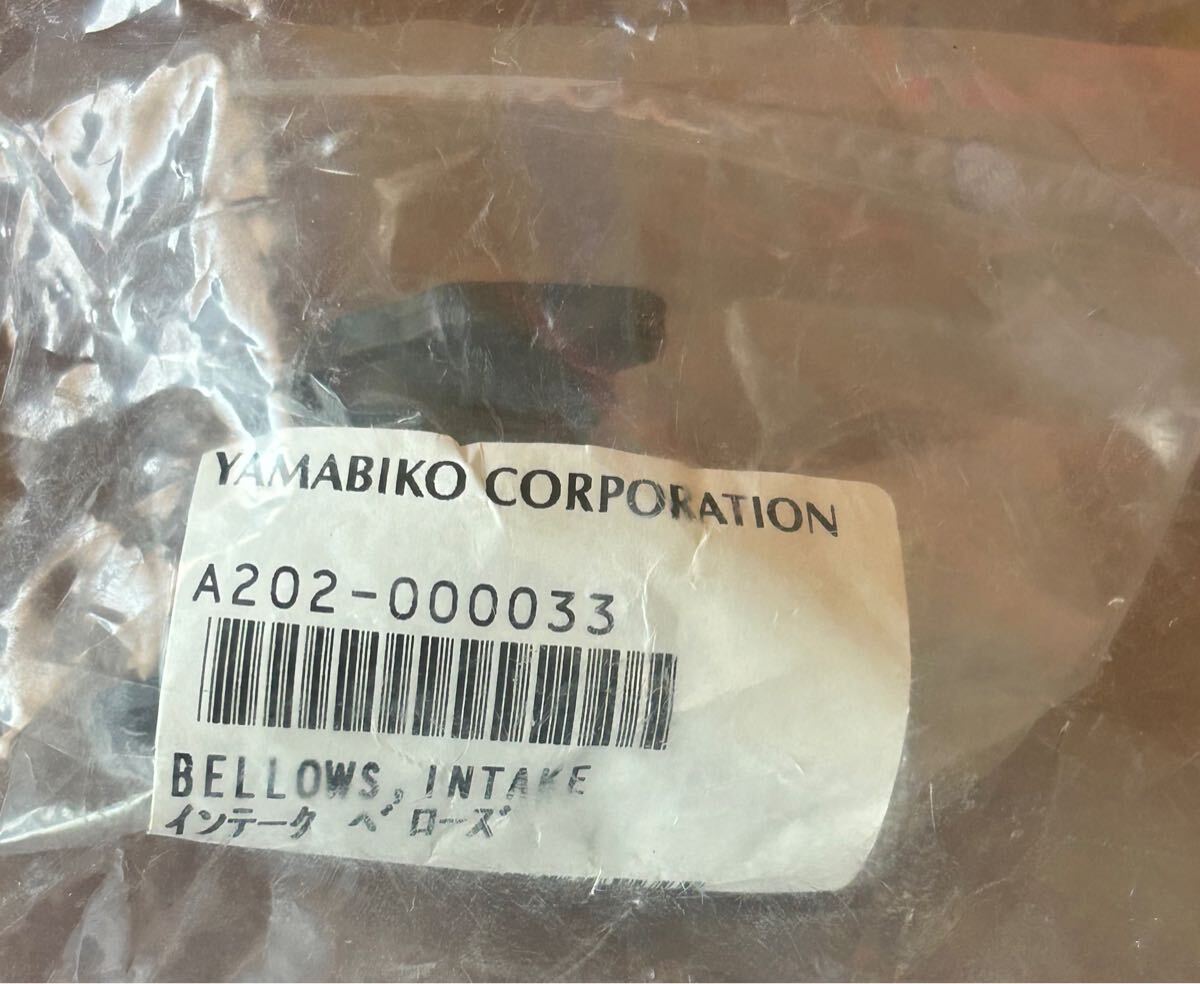 YAMABIKO CORPORATION
A202-000033
BELLOWS, INTAKE
インテーク ベローズ